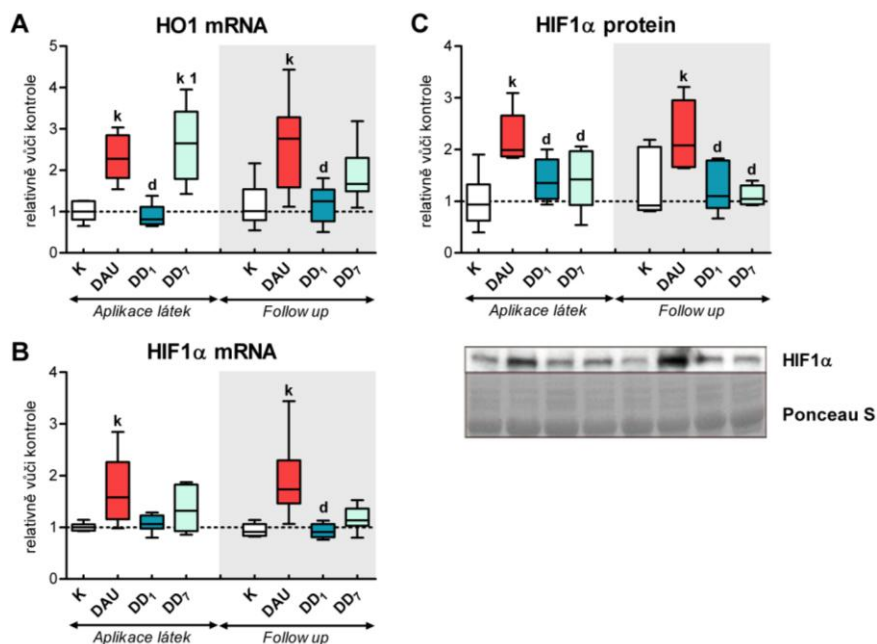 A
HO1 mRNA
relativně vůči kontrole
5
4
3
2
1
0
k
d
k 1
k
d
K
DAU
DD₁
DD₇
K
DAU
DD₁
DD₇
Aplikace látek
Follow up
B
HIF1α mRNA
relativně vůči kontrole
4
3
2
1
0
k
k
d
K
DAU
DD₁
DD₇
K
DAU
DD₁
DD₇
Aplikace látek
Follow up
C
HIF1α protein
relativně vůči kontrole
4
3
2
1
0
k
d
d
k
d
d
K
DAU
DD₁
DD₇
K
DAU
DD₁
DD₇
Aplikace látek
Follow up
HIF1α
Ponceau S